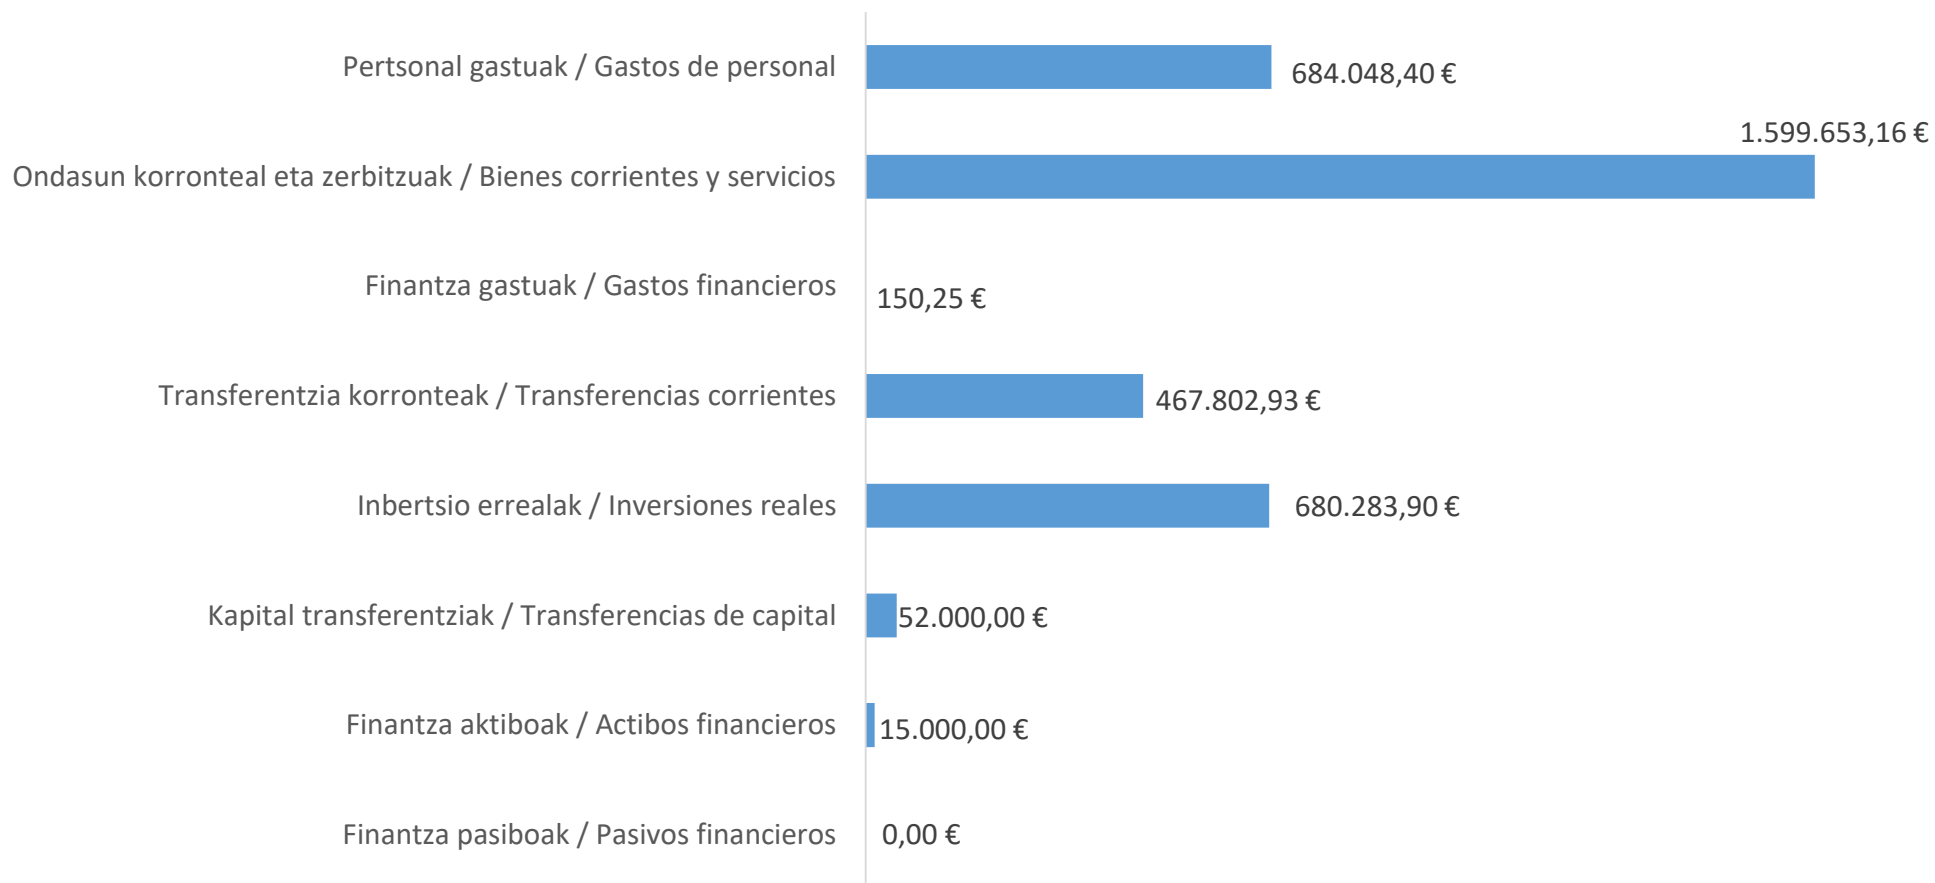 Pertsonal gastuak / Gastos de personal 684.048,40 €
Ondasun korronteal eta zerbitzuak / Bienes corrientes y servicios 1.599.653,16 €
Finantza gastuak / Gastos financieros 150,25 €
Transferentzia korronteak / Transferencias corrientes 467.802,93 €
Inbertsio errealak / Inversiones reales 680.283,90 €
Kapital transferentziak / Transferencias de capital 52.000,00 €
Finantza aktiboak / Actibos financieros 15.000,00 €
Finantza pasiboak / Pasivos financieros 0,00 €